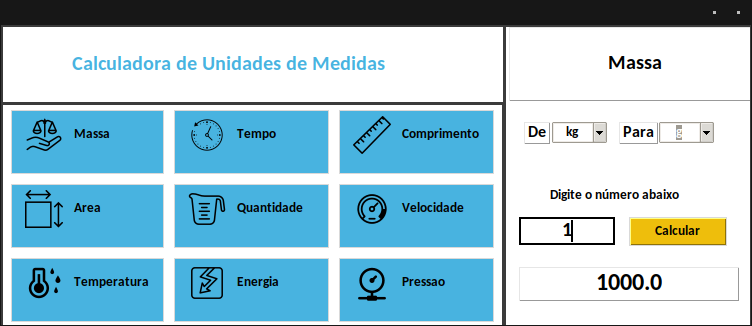 Calculadora de Unidades de Medidas
Massa
Massa
Tempo
Comprimento
De
kg
Para
g
Area
Quantidade
Velocidade
Digite o número abaixo
1
Calcular
Temperatura
Energia
Pressao
1000.0